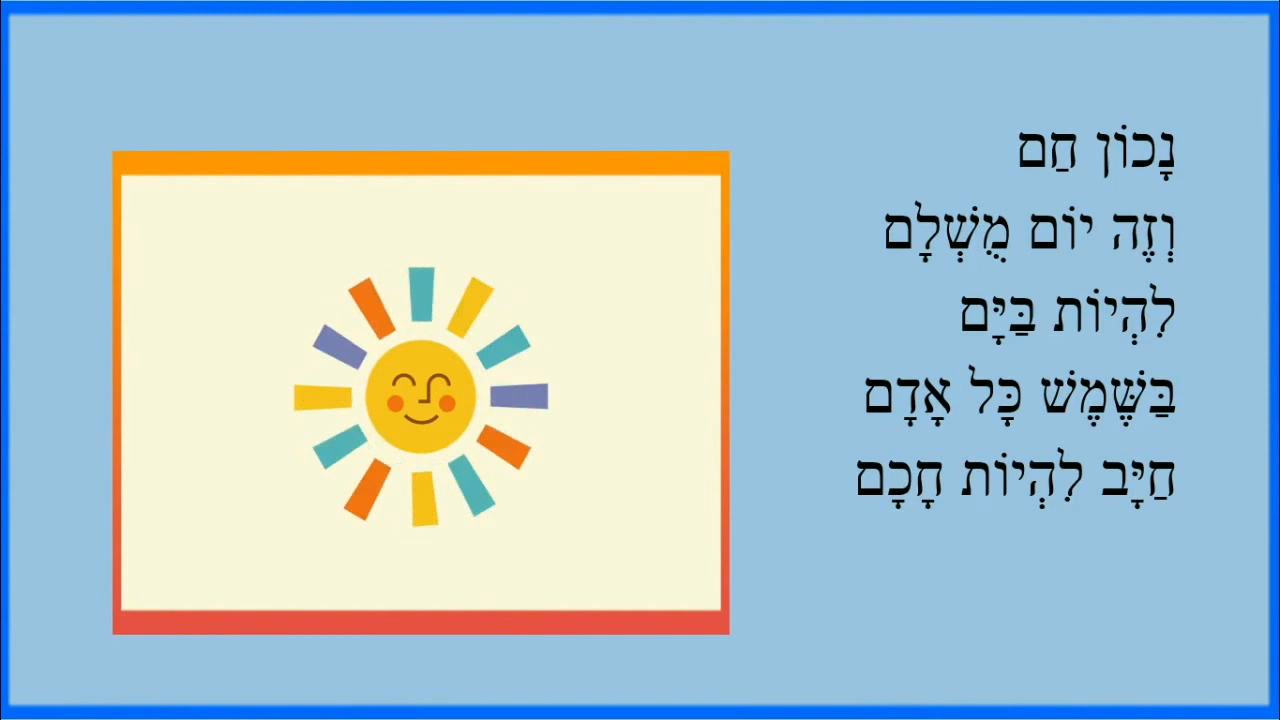 נָכוֹן חַם
וְזֶה יוֹם מֻשְׁלָם
לִהְיוֹת בַּיָּם
בַּשֶּׁמֶשׁ כָּל אָדָם
חַיָּב לִהְיוֹת חָכָם